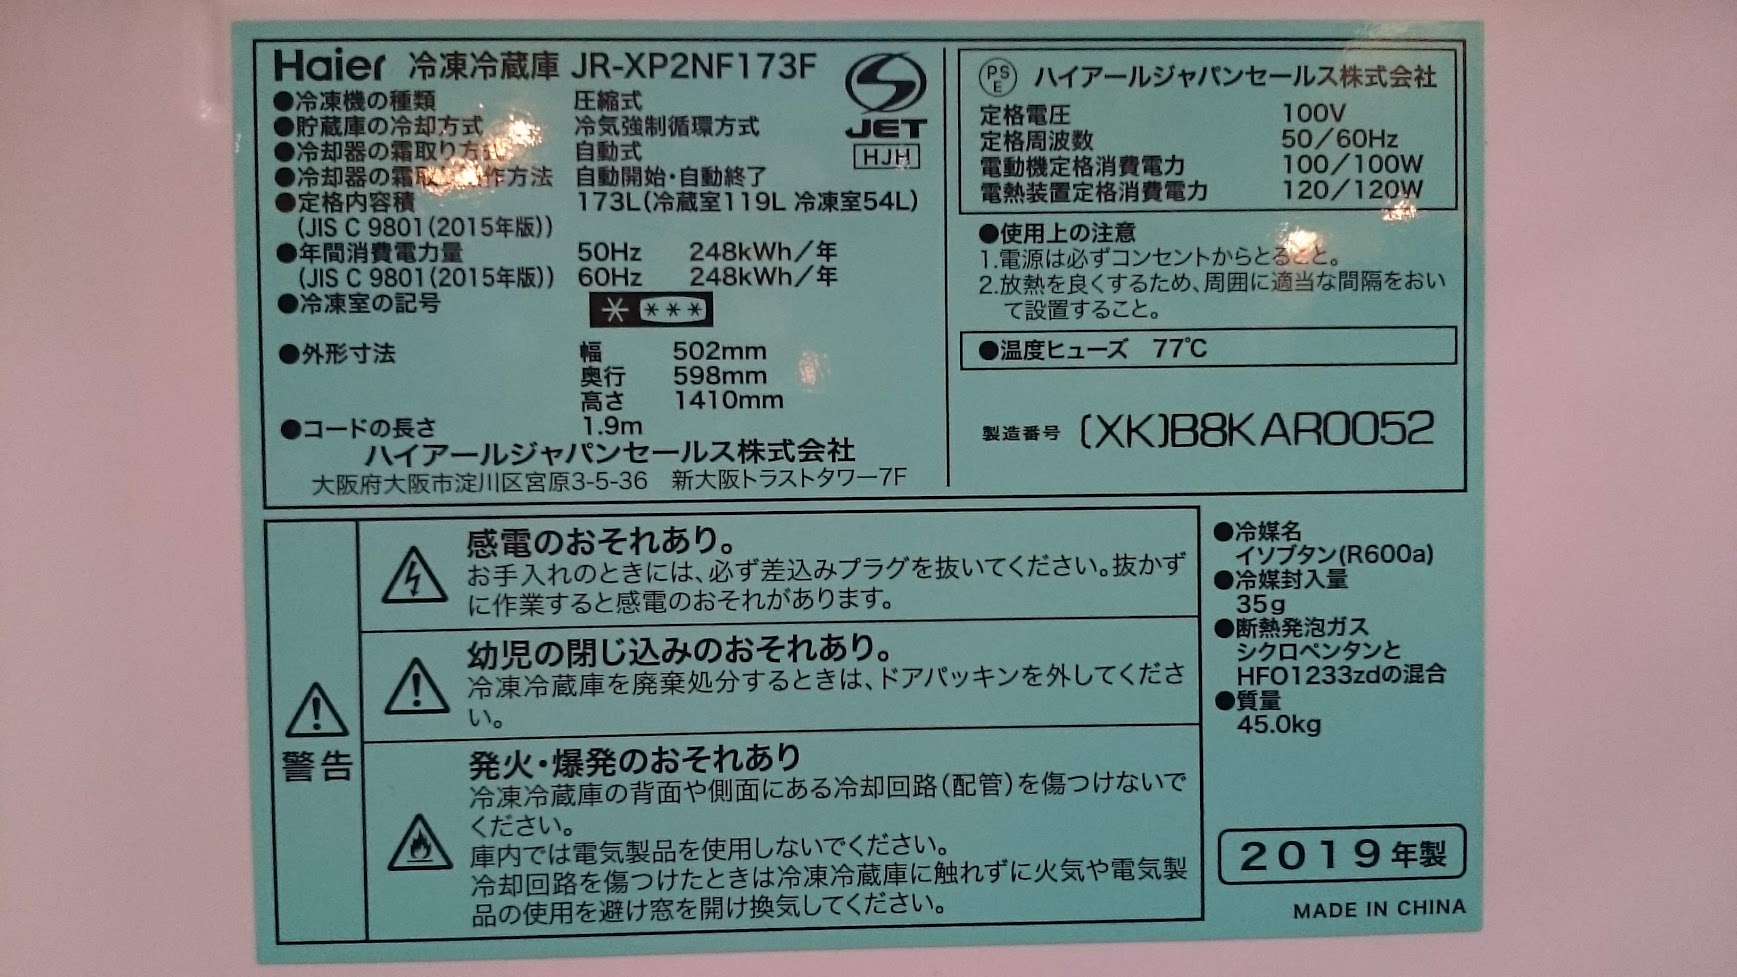 Haier 冷凍冷蔵庫 JR-XP2NF173F
●冷凍機の種類 圧縮式
●貯蔵庫の冷却方式 冷気強制循環方式
●冷却器の霜取り方式 自動式
●冷却器の霜取 作方法 自動開始・自動終了
●定格内容積 173L(冷蔵室119L 冷凍室54L)
(JIS C 9801(2015年版))
●年間消費電力量 50Hz 248kWh/年
(JIS C 9801(2015年版)) 60Hz 248kWh/年
●冷凍室の記号 * ***
●外形寸法 幅 502mm
奥行 598mm
高さ 1410mm
●コードの長さ 1.9m
ハイアールジャパンセールス株式会社
大阪府大阪市淀川区宮原3-5-36 新大阪トラストタワー7F
JET
HJH
PS
E
ハイアールジャパンセールス株式会社
定格電圧 100V
定格周波数 50/60Hz
電動機定格消費電力 100/100W
電熱装置定格消費電力 120/120W
●使用上の注意
1.電源は必ずコンセントからとること。
2.放熱を良くするため、周囲に適当な間隔をおい
て設置すること。
●温度ヒューズ 77℃
製造番号 (XK)B8KAR0052
警告
感電のおそれあり。
お手入れのときには、必ず差込みプラグを抜いてください。抜かず
に作業すると感電のおそれがあります。
幼児の閉じ込みのおそれあり。
冷凍冷蔵庫を廃棄処分するときは、ドアパッキンを外してくださ
い。
発火・爆発のおそれあり
冷凍冷蔵庫の背面や側面にある冷却回路(配管)を傷つけないで
ください。
庫内では電気製品を使用しないでください。
冷却回路を傷つけたときは冷凍冷蔵庫に触れずに火気や電気製
品の使用を避け窓を開け換気してください。
●冷媒名
イソブタン(R600a)
●冷媒封入量
35g
●断熱発泡ガス
シクロペンタンと
HFO1233zdの混合
●質量
45.0kg
2019年製
MADE IN CHINA